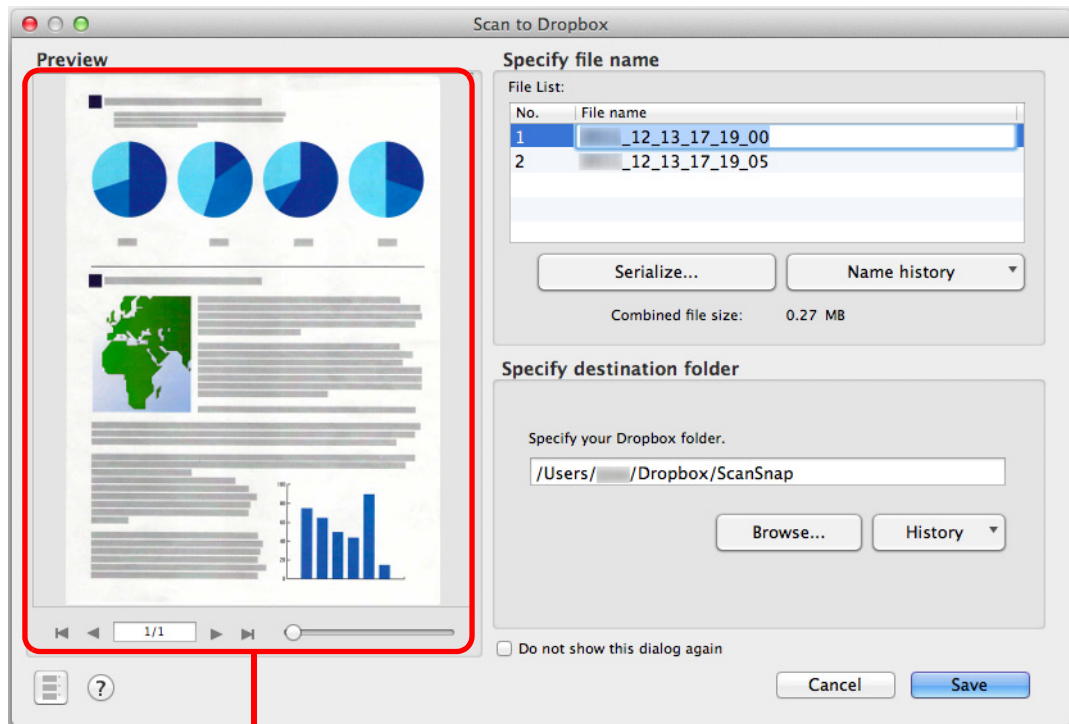 Scan to Dropbox
Preview
1/1
Specify file name
File List:
No. File name
1 _12_13_17_19_00
2 _12_13_17_19_05
Serialize... Name history
Combined file size: 0.27 MB
Specify destination folder
Specify your Dropbox folder.
/Users/ /Dropbox/ScanSnap
Browse... History
Do not show this dialog again
?
Cancel Save